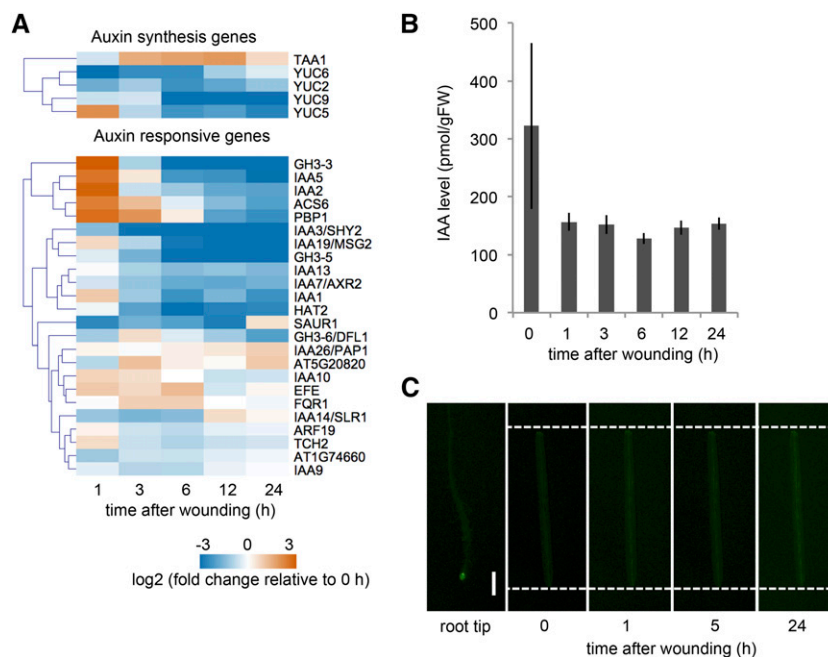 A
Auxin synthesis genes
TAA1
YUC6
YUC2
YUC9
YUC5
Auxin responsive genes
GH3-3
IAA5
IAA2
ACS6
PBP1
IAA3/SHY2
IAA19/MSG2
GH3-5
IAA13
IAA7/AXR2
IAA1
HAT2
SAUR1
GH3-6/DFL1
IAA26/PAP1
AT5G20820
IAA10
EFE
FQR1
IAA14/SLR1
ARF19
TCH2
AT1G74660
IAA9
1 3 6 12 24
time after wounding (h)
-3 0 3
log2 (fold change relative to 0 h)
B
IAA level (pmol/gFW)
500
400
300
200
100
0
0 1 3 6 12 24
time after wounding (h)
C
root tip 0 1 5 24
time after wounding (h)